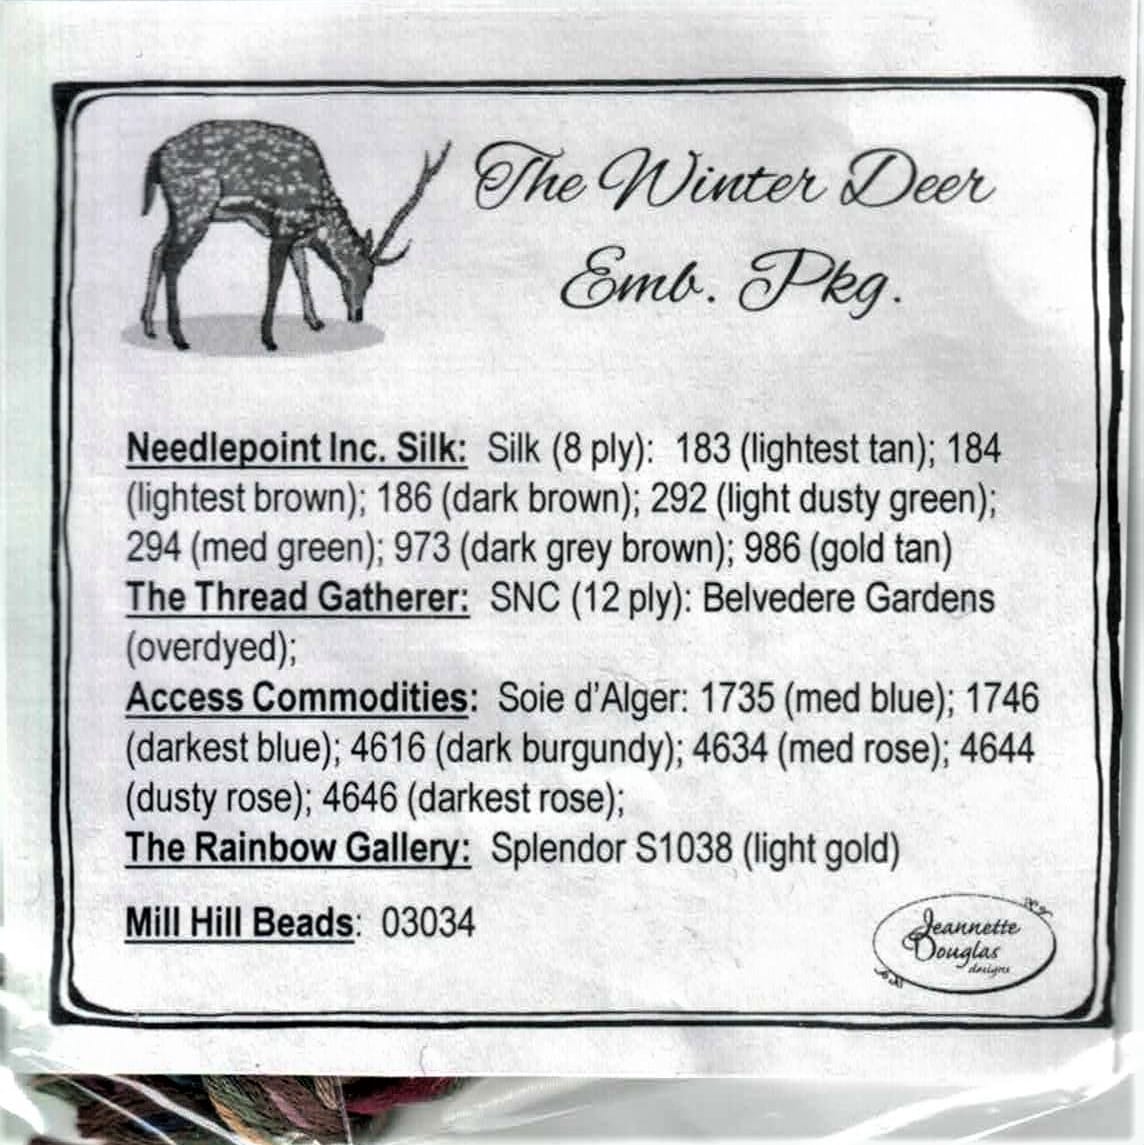 The Winter Deer
Emb. Pkg.
Needlepoint Inc. Silk: Silk (8 ply): 183 (lightest tan); 184
(lightest brown); 186 (dark brown); 292 (light dusty green);
294 (med green); 973 (dark grey brown); 986 (gold tan)
The Thread Gatherer: SNC (12 ply): Belvedere Gardens
(overdyed);
Access Commodities: Soie d'Alger: 1735 (med blue); 1746
(darkest blue); 4616 (dark burgundy); 4634 (med rose); 4644
(dusty rose); 4646 (darkest rose);
The Rainbow Gallery: Splendor S1038 (light gold)
Mill Hill Beads: 03034
Jeannette
Douglas
designs